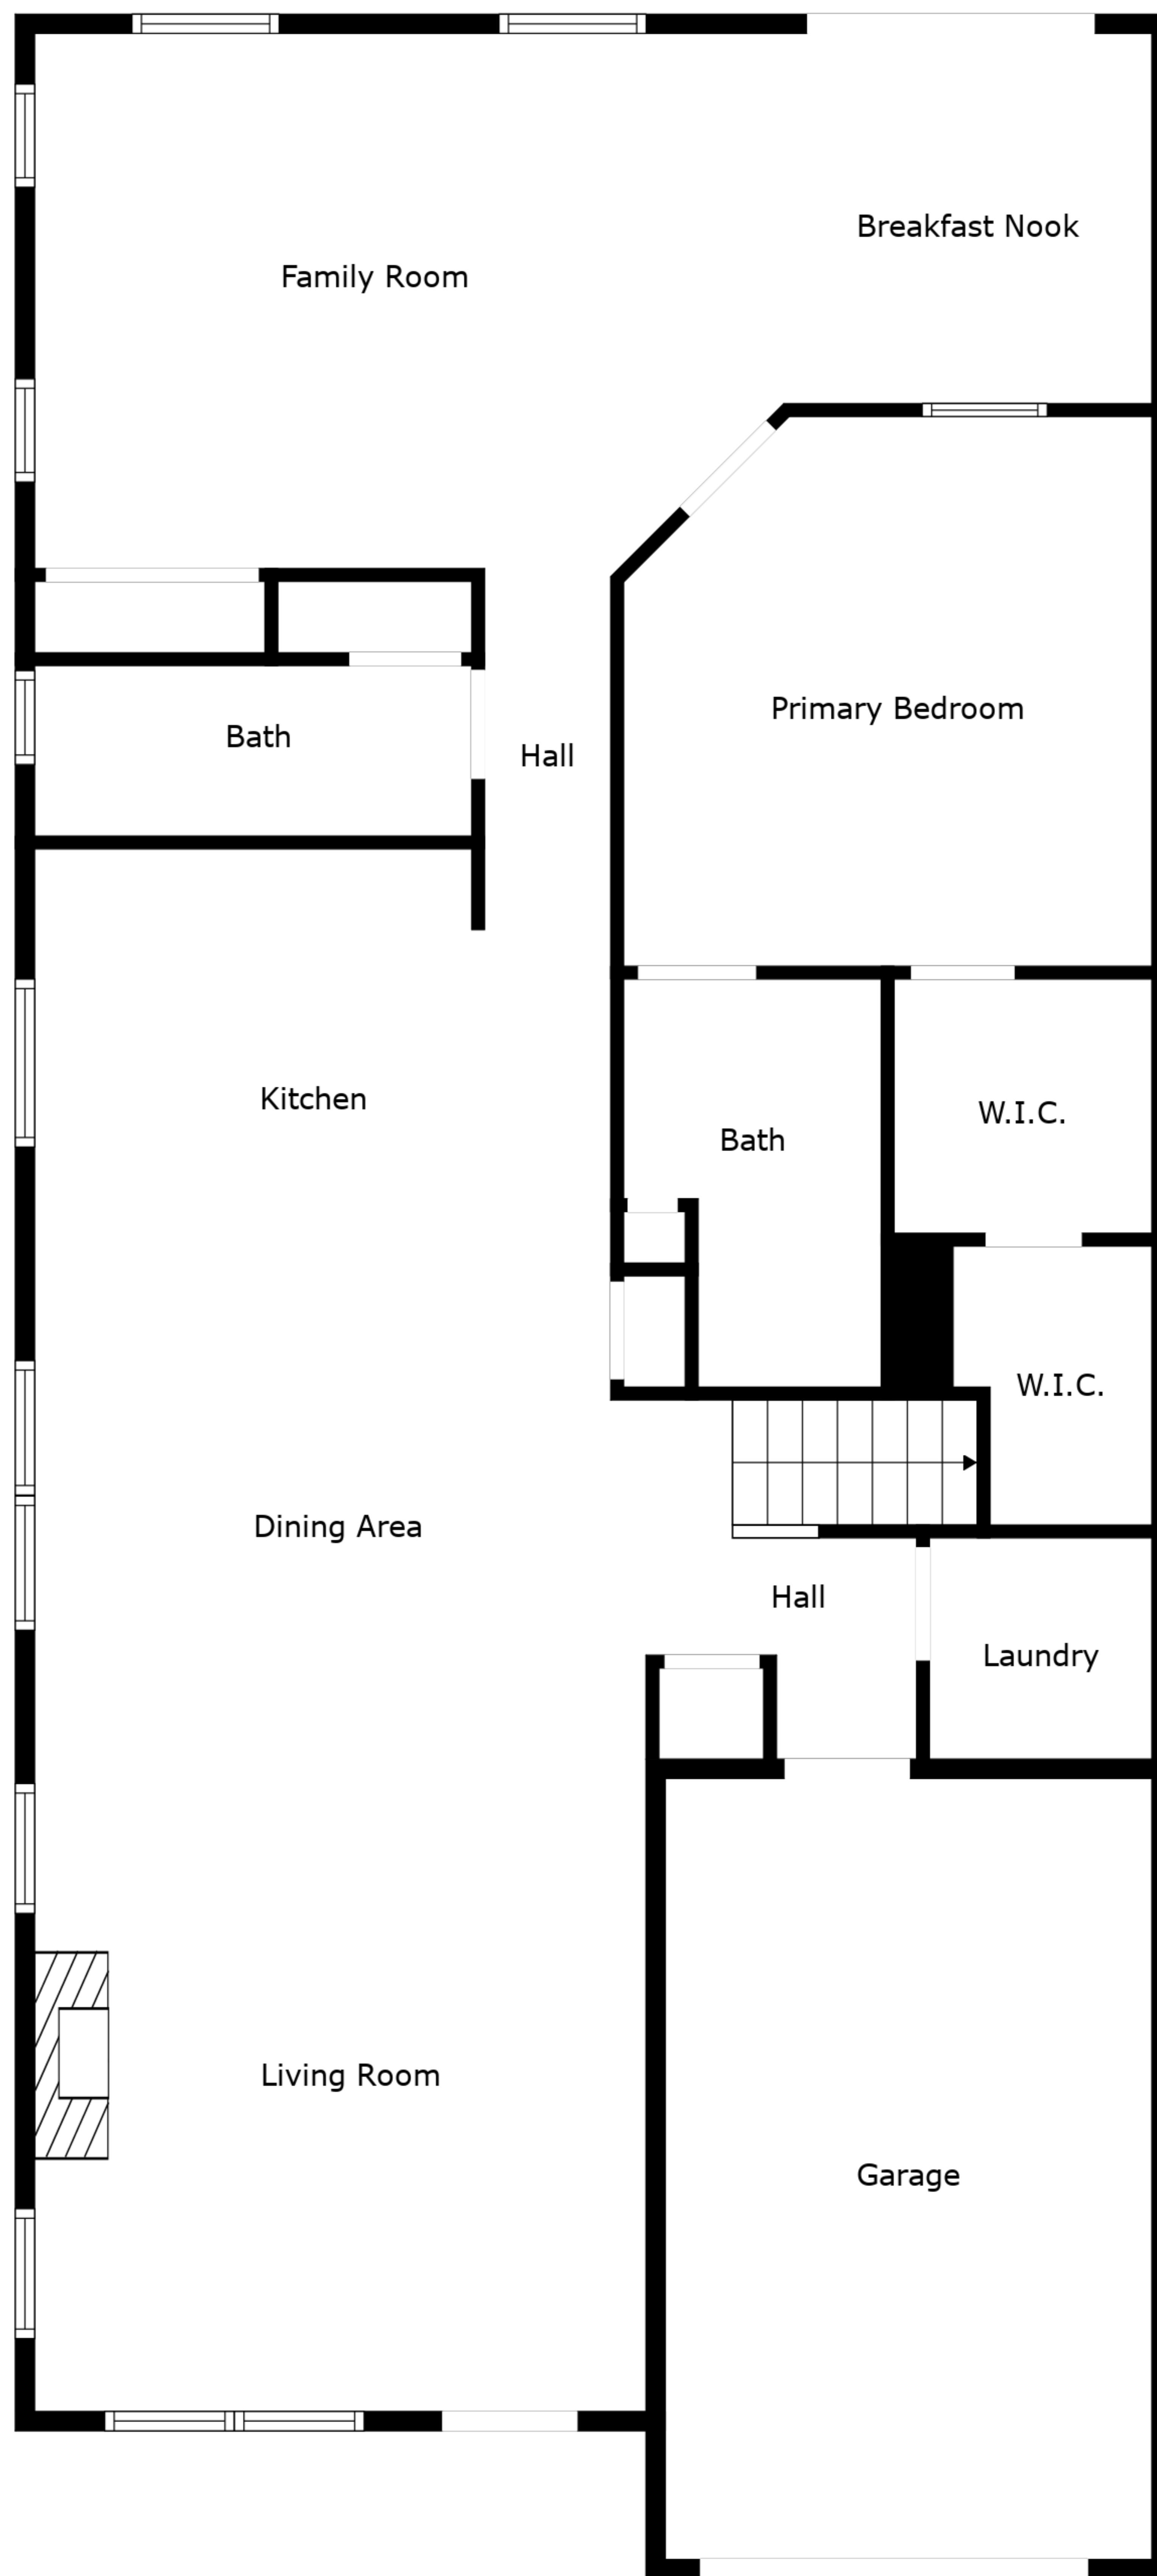 Breakfast Nook
Family Room
Primary Bedroom
Bath
Hall
Kitchen
W.I.C.
Bath
W.I.C.
Dining Area
Hall
Laundry
Living Room
Garage